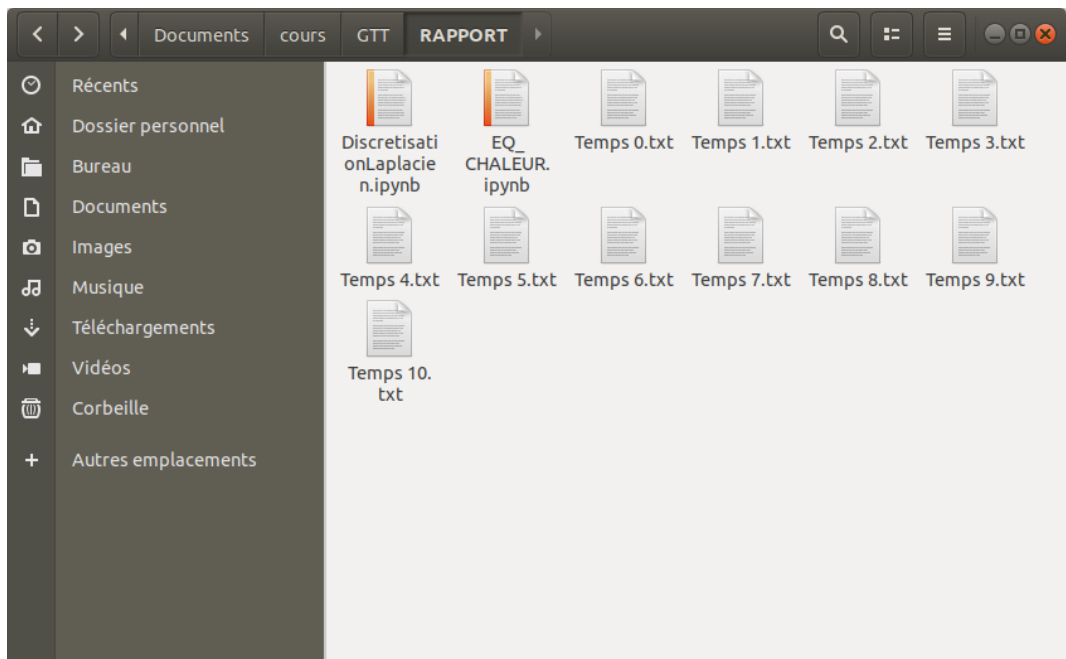 Documents cours GTT RAPPORT
Récents
Dossier personnel
Bureau
Documents
Images
Musique
Téléchargements
Vidéos
Corbeille
Autres emplacements
Discretisati
onLaplacie
n.ipynb
EQ_
CHALEUR.
ipynb
Temps 0.txt
Temps 1.txt
Temps 2.txt
Temps 3.txt
Temps 4.txt
Temps 5.txt
Temps 6.txt
Temps 7.txt
Temps 8.txt
Temps 9.txt
Temps 10.
txt